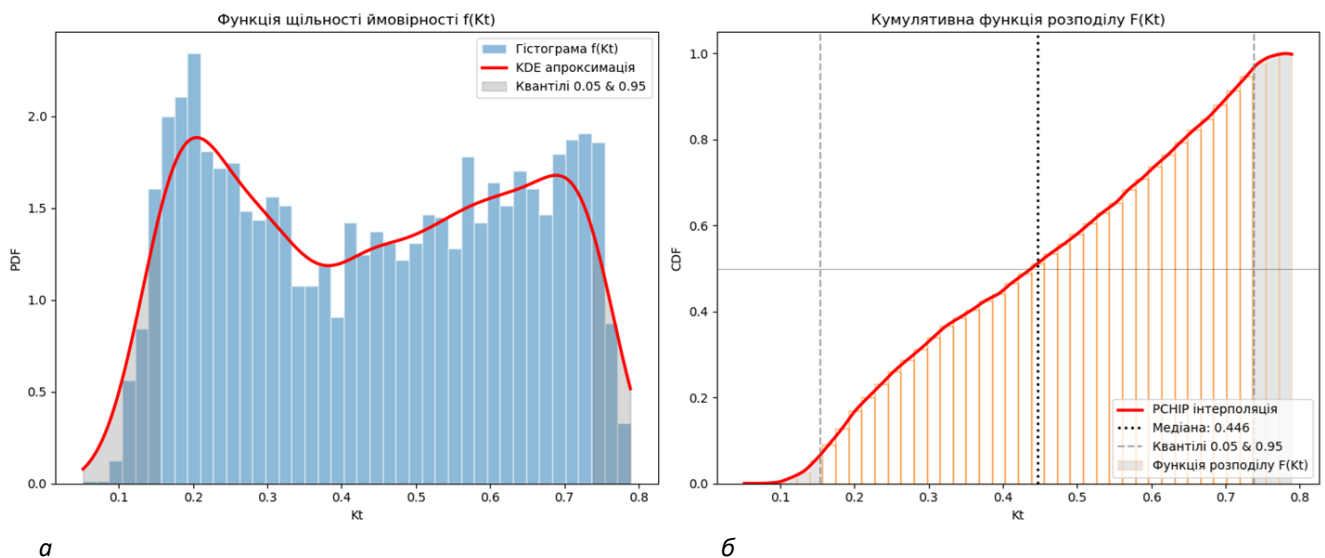 Функція щільності ймовірності f(Kt)
Гістограма f(Kt)
KDE апроксимація
Квантілі 0.05 & 0.95
PDF
2.0
1.5
1.0
0.5
0.0
0.1 0.2 0.3 0.4 0.5 0.6 0.7 0.8
Kt
а
Кумулятивна функція розподілу F(Kt)
CDF
1.0
0.8
0.6
0.4
0.2
0.0
PCHIP інтерполяція
Медіана: 0.446
Квантілі 0.05 & 0.95
Функція розподілу F(Kt)
0.1 0.2 0.3 0.4 0.5 0.6 0.7 0.8
Kt
б